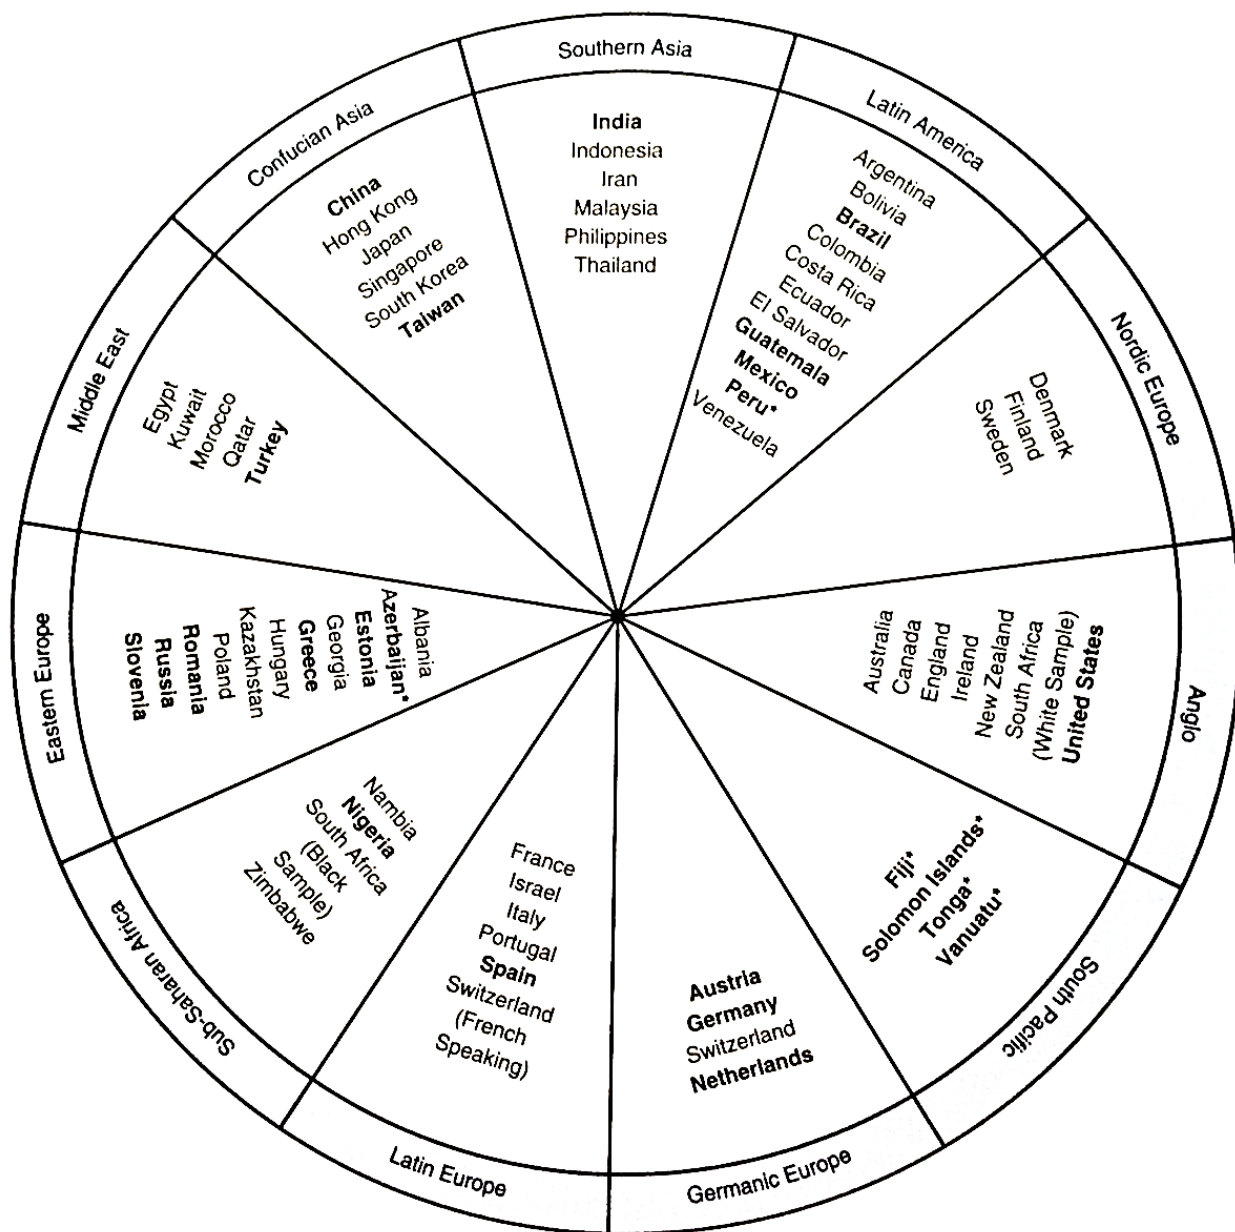 Southern Asia
India
Indonesia
Iran
Malaysia
Philippines
Thailand
Latin America
Argentina
Bolivia
Brazil
Colombia
Costa Rica
Ecuador
El Salvador
Guatemala
Mexico
Peru*
Venezuela
Nordic Europe
Denmark
Finland
Sweden
Anglo
Australia
Canada
England
Ireland
New Zealand
South Africa
(White Sample)
United States
South Pacific
Fiji*
Solomon Islands*
Tonga*
Vanuatu*
Germanic Europe
Austria
Germany
Switzerland
Netherlands
Latin Europe
France
Israel
Italy
Portugal
Spain
Switzerland
(French
Speaking)
Sub-Saharan Africa
Nambia
Nigeria
South Africa
(Black
Sample)
Zimbabwe
Eastern Europe
Albania
Azerbaijan*
Estonia
Georgia
Greece
Hungary
Kazakhstan
Poland
Romania
Russia
Slovenia
Middle East
Egypt
Kuwait
Morocco
Qatar
Turkey
Confucian Asia
China
Hong Kong
Japan
Singapore
South Korea
Taiwan